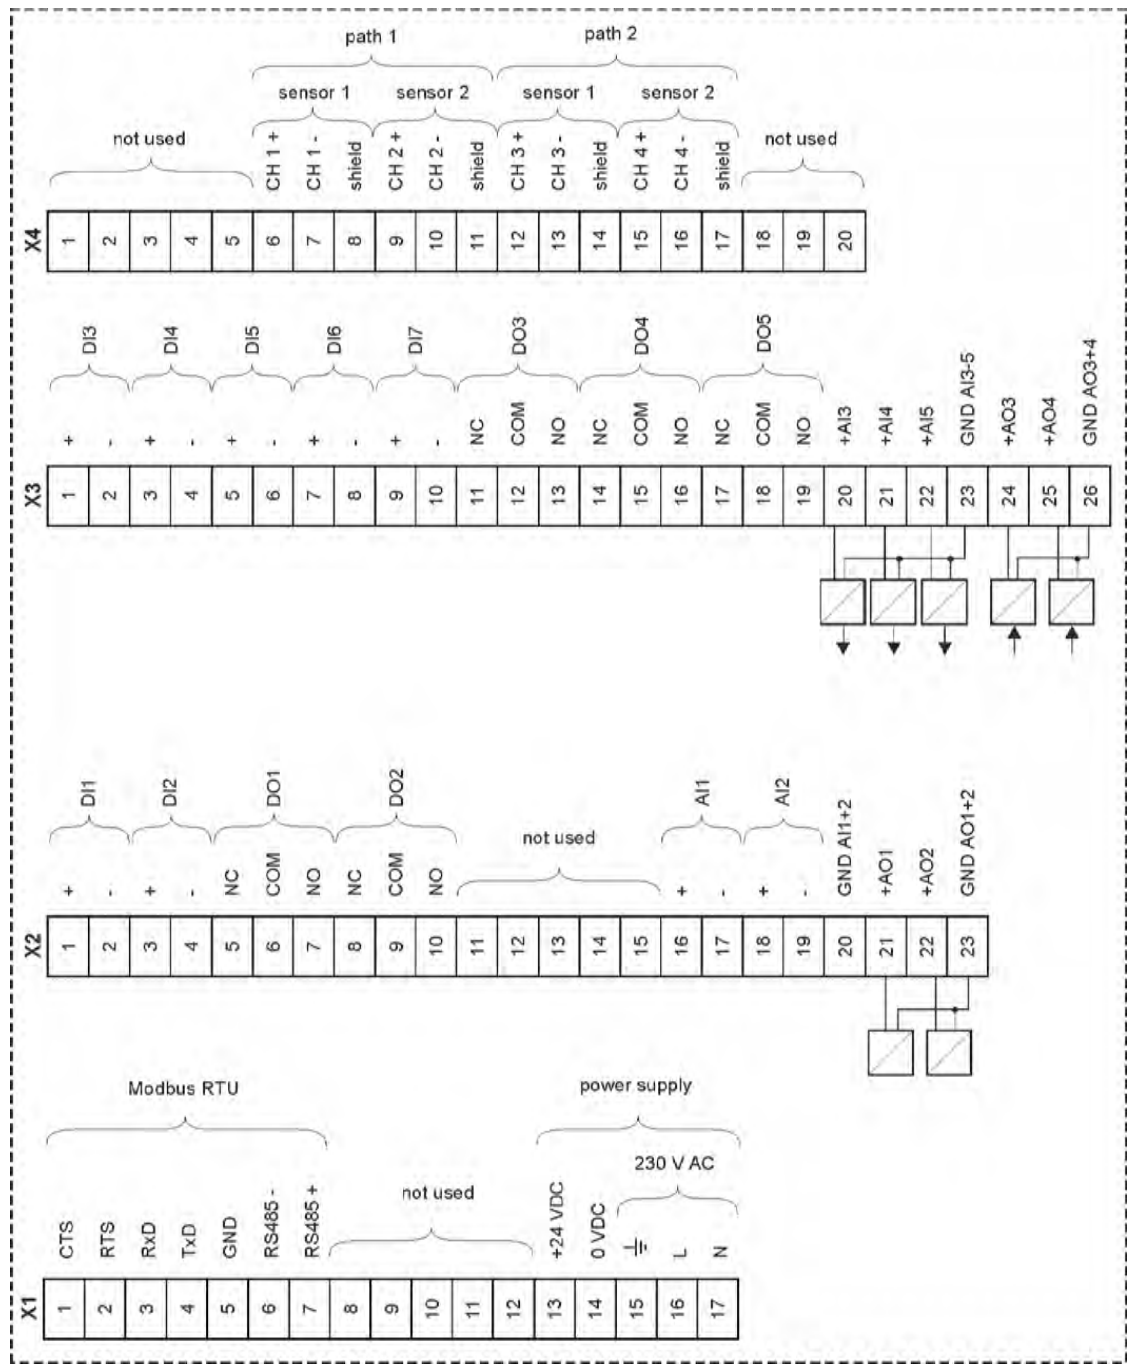 path 1 path 2
sensor 1 sensor 2 sensor 1 sensor 2
not used CH 1 + CH 1 - shield CH 2 + CH 2 - shield CH 3 + CH 3 - shield CH 4 + CH 4 - shield not used
X4 1 2 3 4 5 6 7 8 9 10 11 12 13 14 15 16 17 18 19 20
DI3 DI4 DI5 DI6 DI7 DO3 DO4 DO5
+ - + - + - + - + - NC COM NO NC COM NO NC COM NO +AI3 +AI4 +AI5 GND AI3-5 +AO3 +AO4 GND AO3+4
X3 1 2 3 4 5 6 7 8 9 10 11 12 13 14 15 16 17 18 19 20 21 22 23 24 25 26
DI1 DI2 DO1 DO2 not used AI1 AI2
+ - + - NC COM NO NC COM NO + - + - GND AI1+2 +AO1 +AO2 GND AO1+2
X2 1 2 3 4 5 6 7 8 9 10 11 12 13 14 15 16 17 18 19 20 21 22 23
Modbus RTU power supply
230 V AC
CTS RTS RxD TxD GND RS485 - RS485 + not used +24 VDC 0 VDC L N
X1 1 2 3 4 5 6 7 8 9 10 11 12 13 14 15 16 17